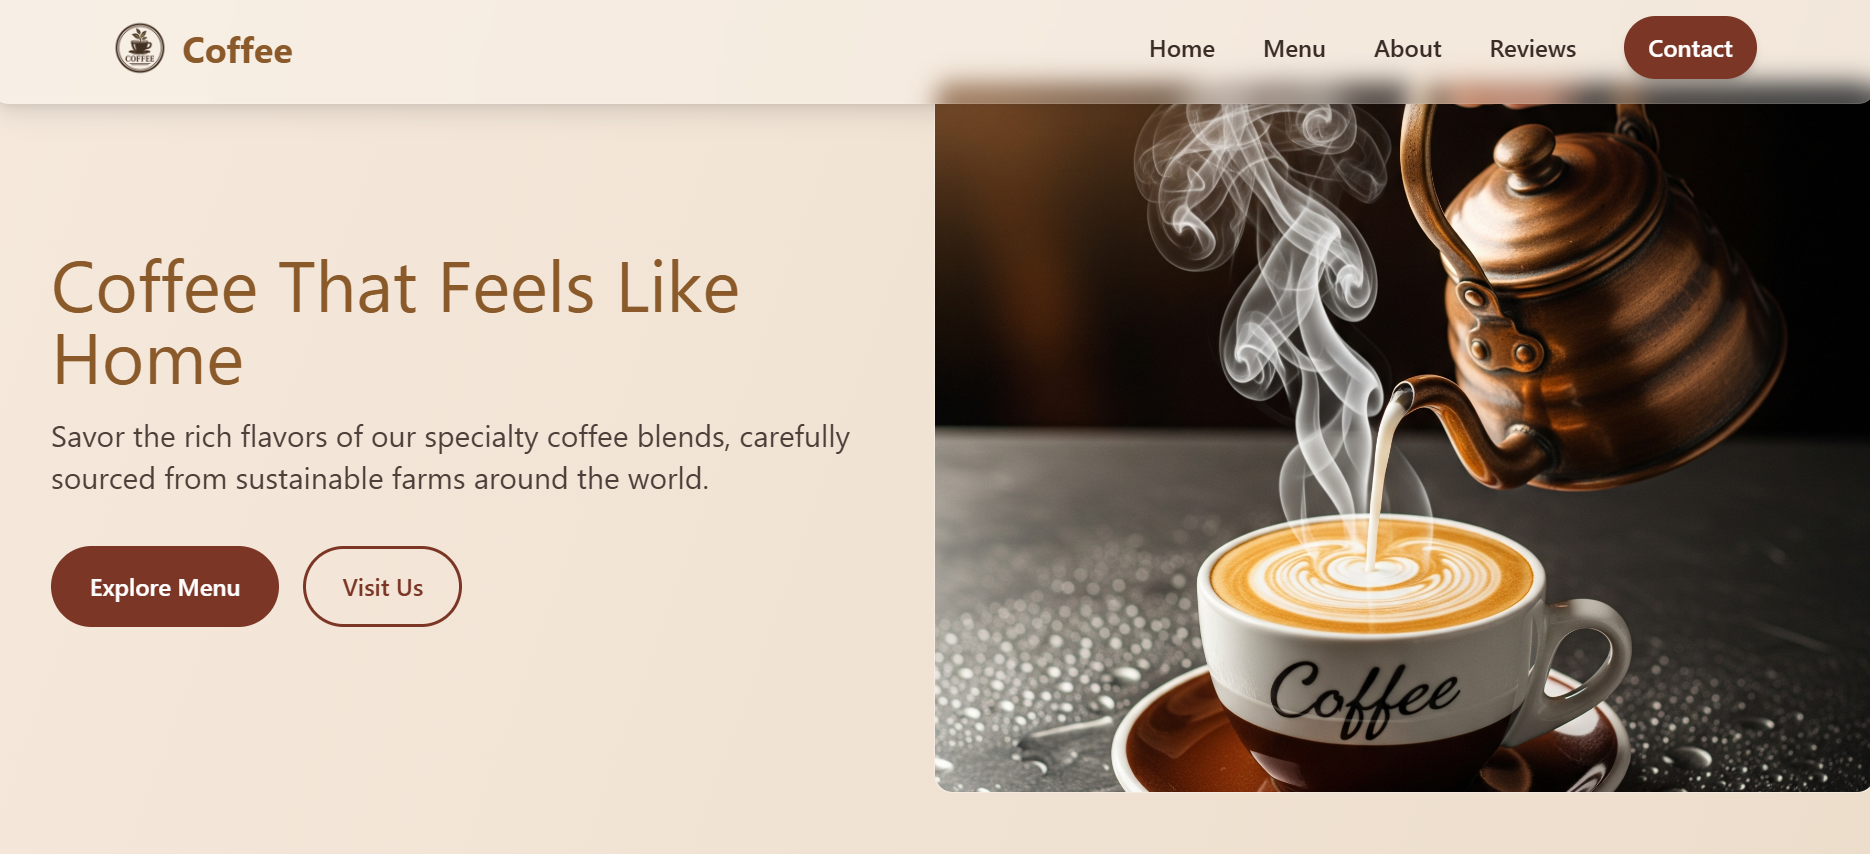 COFFEE
Coffee
Home
Menu
About
Reviews
Contact
Coffee That Feels Like
Home
Savor the rich flavors of our specialty coffee blends, carefully
sourced from sustainable farms around the world.
Explore Menu
Visit Us
Coffee